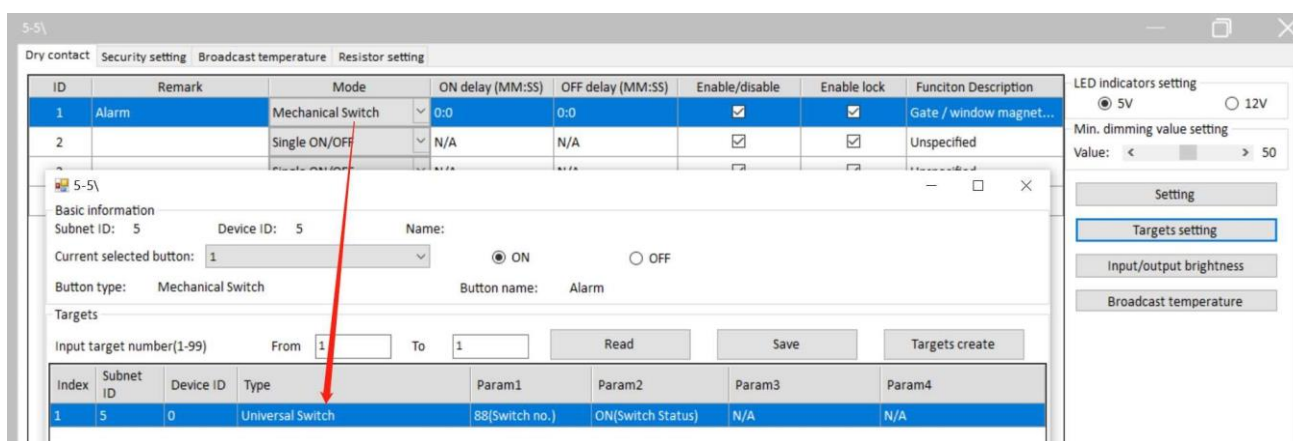 5-5\
Dry contact Security setting Broadcast temperature Resistor setting
ID Remark Mode ON delay (MM:SS) OFF delay (MM:SS) Enable/disable Enable lock Funciton Description
1 Alarm Mechanical Switch 0:0 0:0 Gate / window magnet...
2 Single ON/OFF N/A N/A Unspecified
LED indicators setting
5V 12V
Min. dimming value setting
Value: < > 50
Setting
Targets setting
Input/output brightness
Broadcast temperature
5-5\
Basic information
Subnet ID: 5 Device ID: 5 Name:
Current selected button: 1 ON OFF
Button type: Mechanical Switch Button name: Alarm
Targets
Input target number(1-99) From 1 To 1 Read Save Targets create
Index Subnet ID Device ID Type Param1 Param2 Param3 Param4
1 5 0 Universal Switch 88(Switch no.) ON(Switch Status) N/A N/A